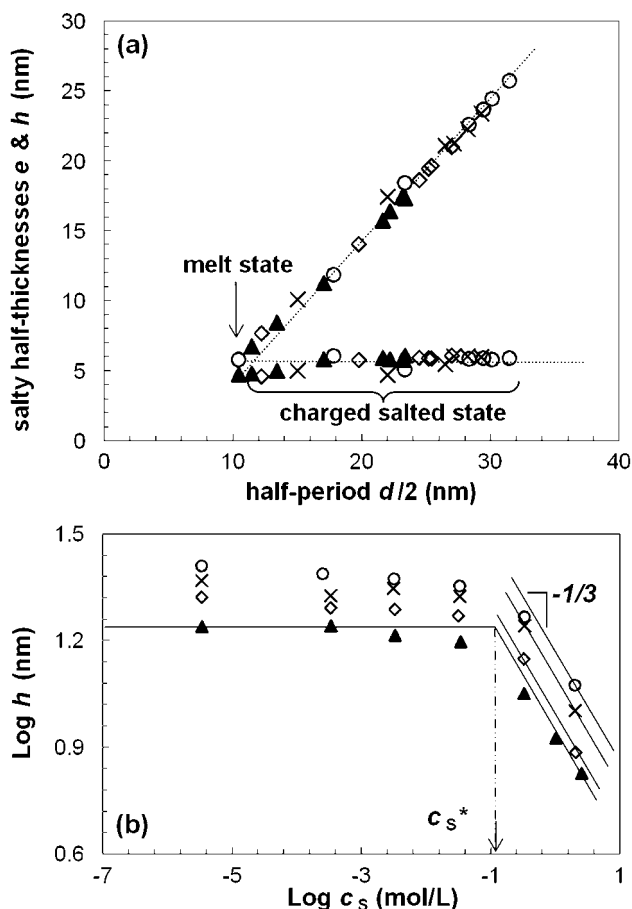 (a)
salty half-thicknesses e & h (nm)
30
25
20
15
10
5
0
melt state
charged salted state
0 10 20 30 40
half-period d/2 (nm)
(b)
Log h (nm)
1.5
1.2
0.9
0.6
-1/3
c s*
-7 -5 -3 -1 1
Log c s (mol/L)